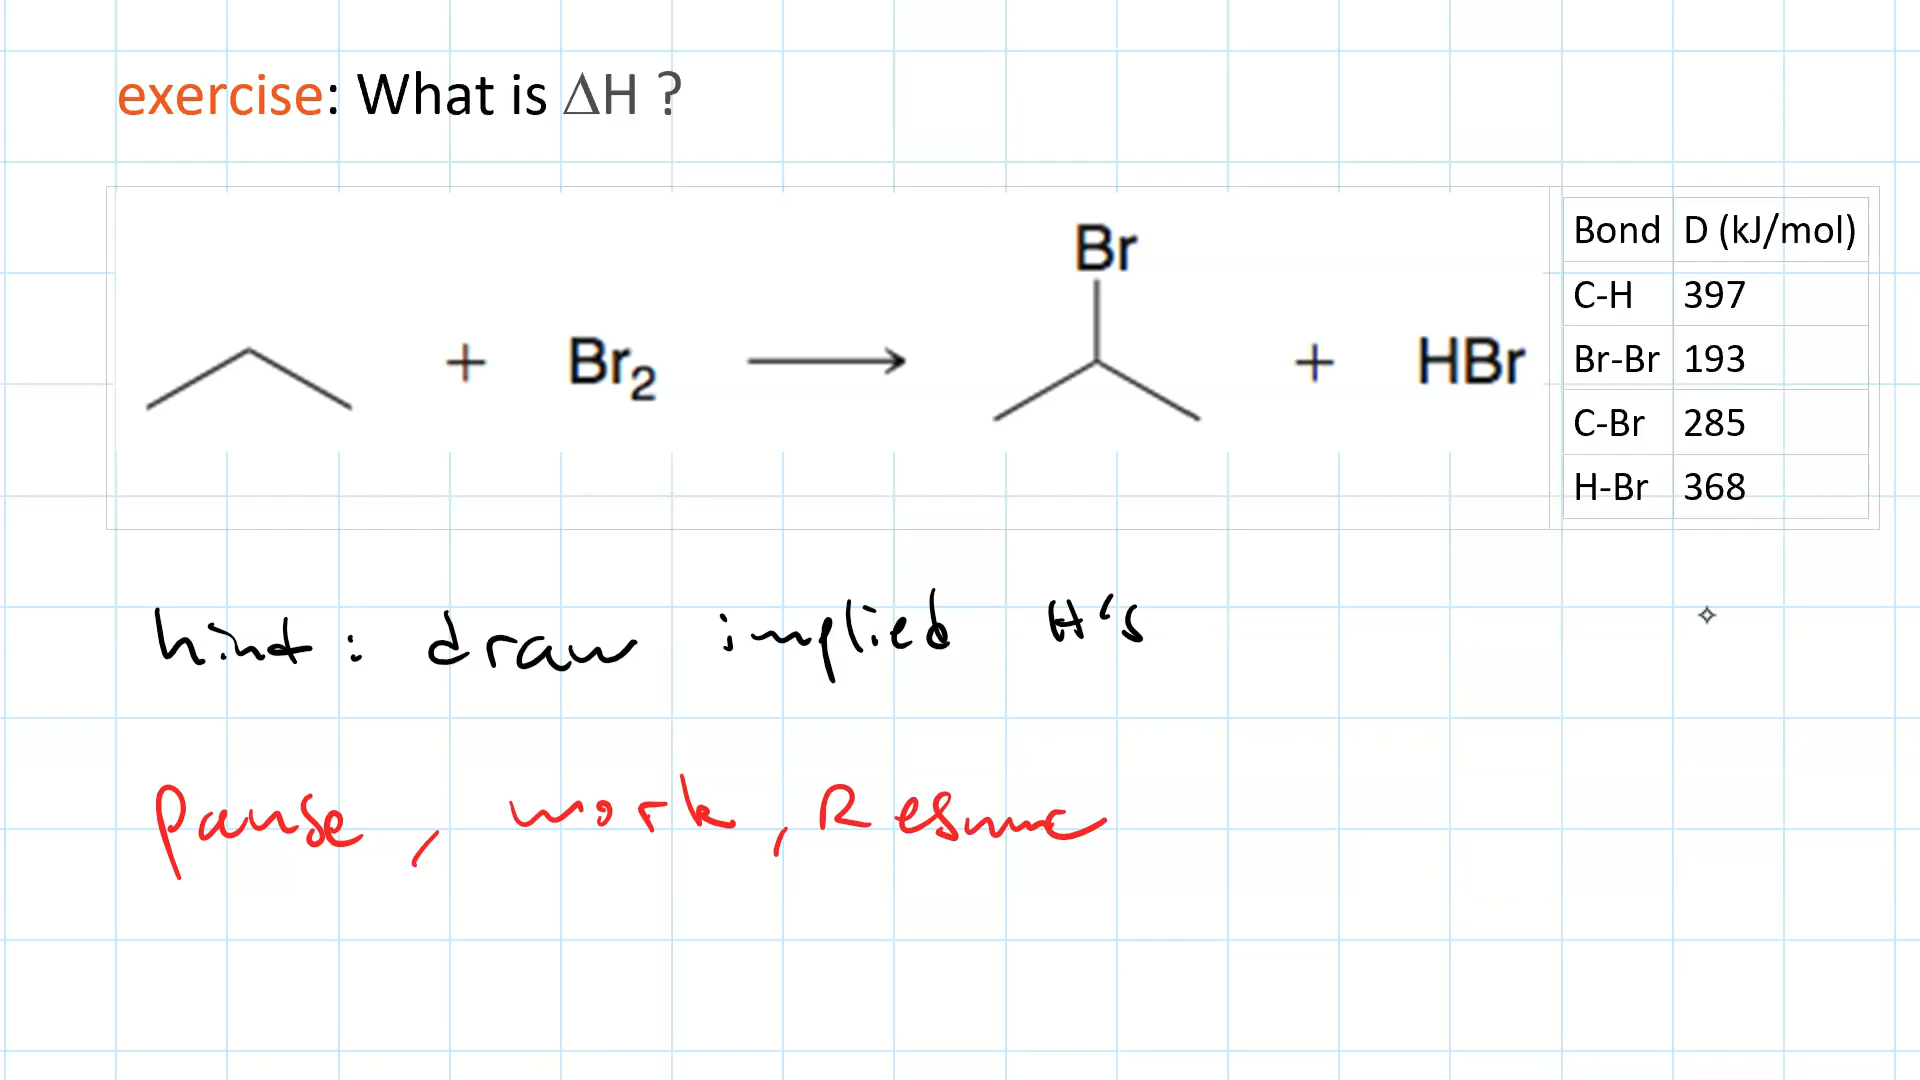 exercise: What is ΔH ?
Br
+ Br₂ + HBr
Bond D (kJ/mol)
C-H 397
Br-Br 193
C-Br 285
H-Br 368
hint: draw implied H's
Pause, work, Resume